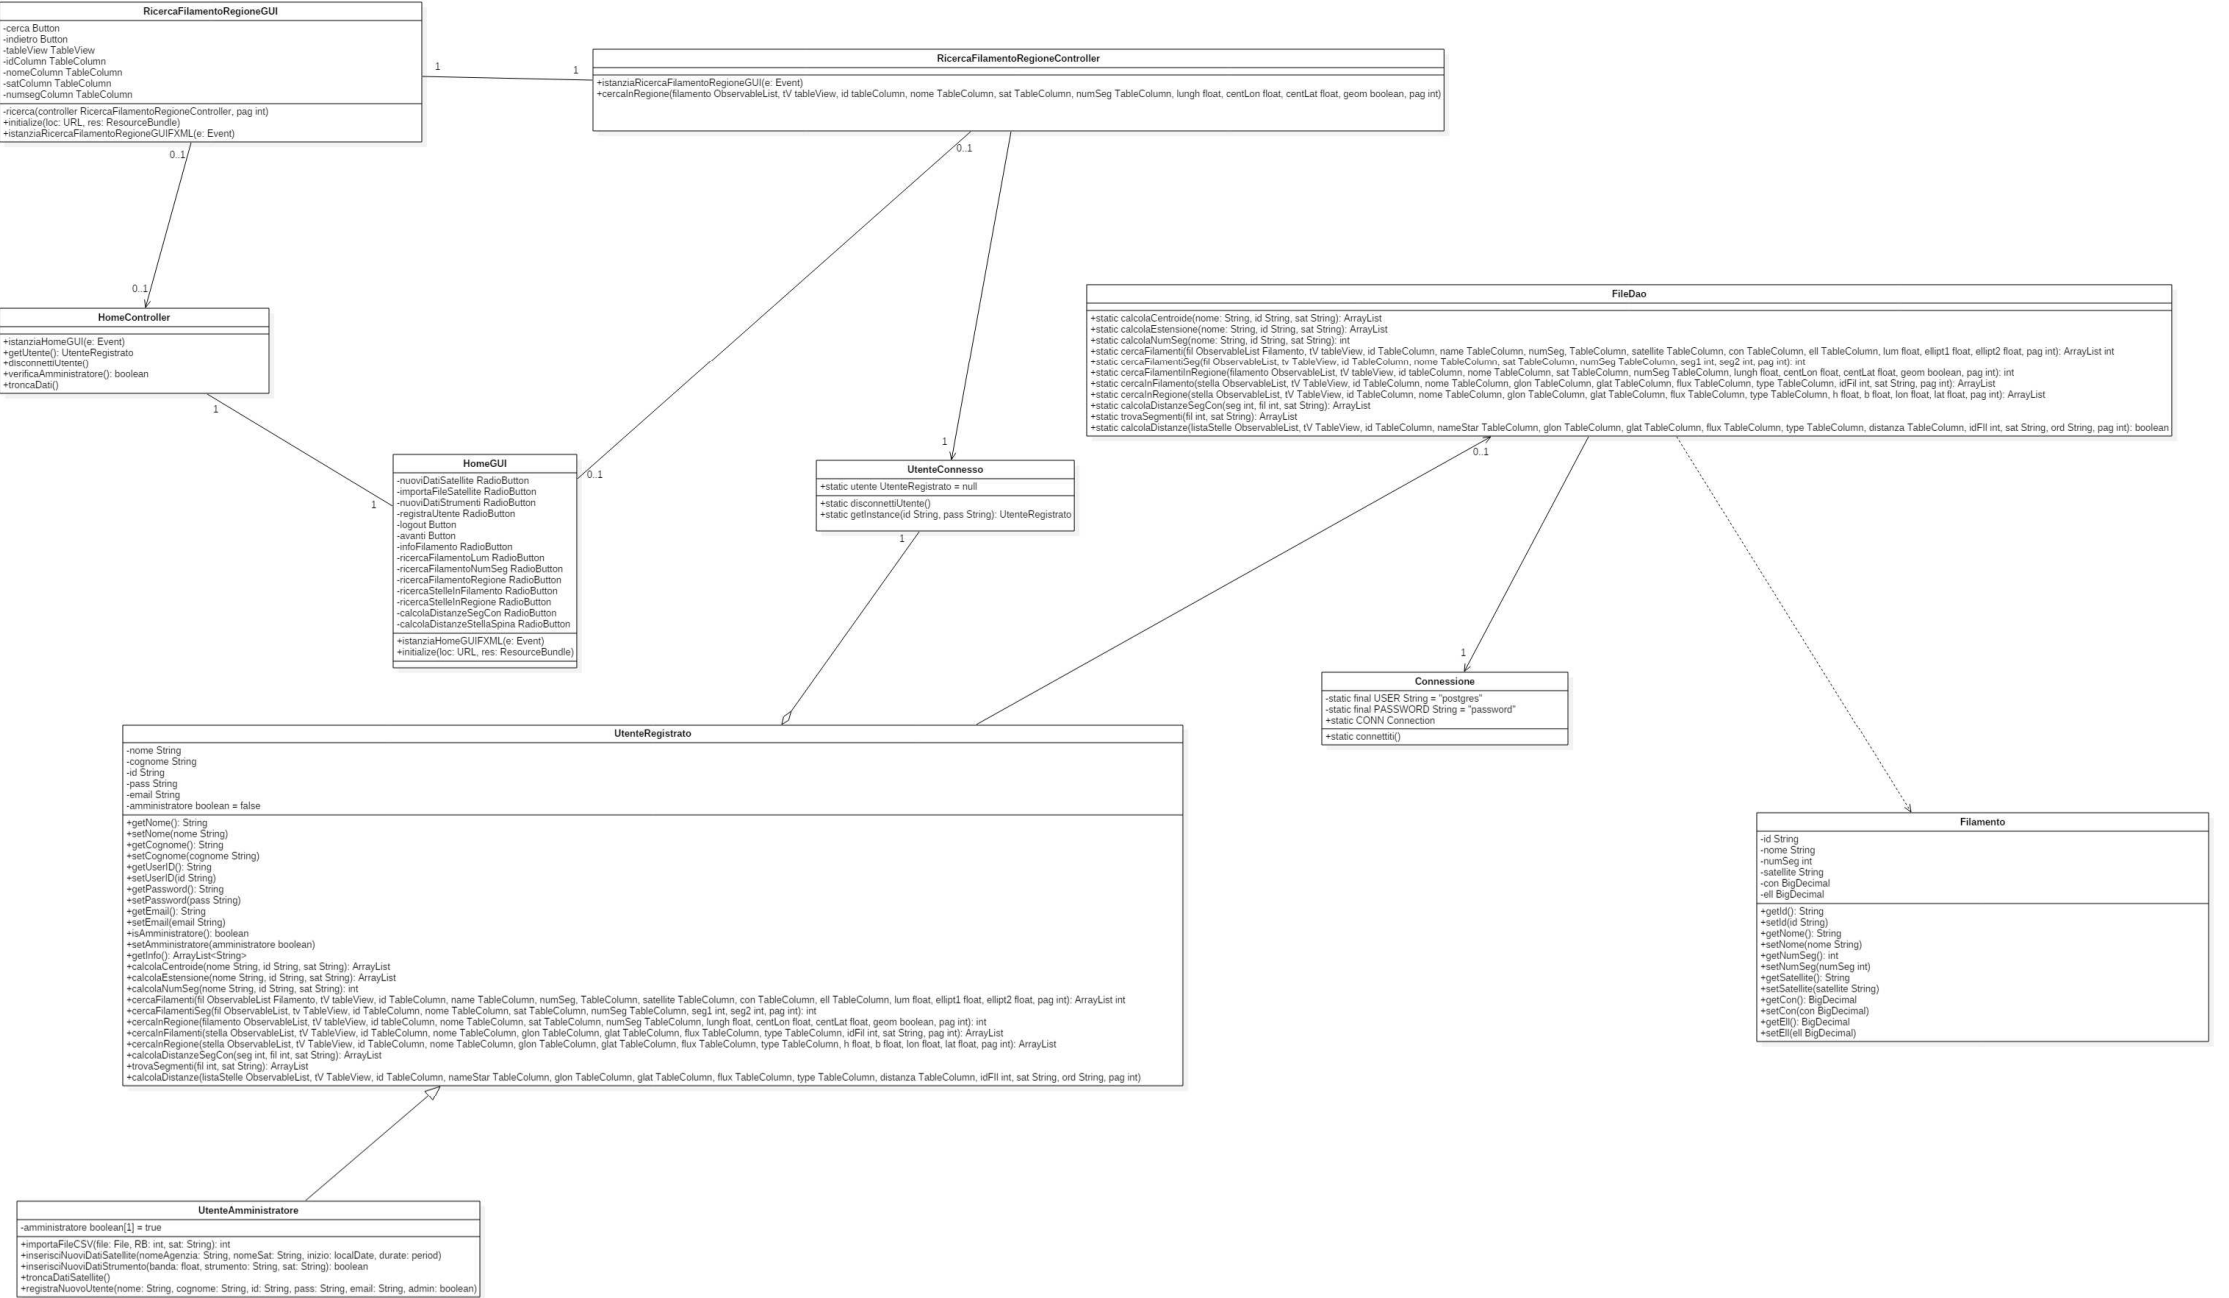 RicercaFilamentoRegioneGUI
-cerca Button
-indietro Button
-tableView TableView
-idColumn TableColumn
-nomeColumn TableColumn
-satColumn TableColumn
-numsegColumn TableColumn
-ricerca(controller RicercaFilamentoRegioneController, pag int)
+initialize(loc: URL, res: ResourceBundle)
+istanziaRicercaFilamentoRegioneGUIFXML(e: Event)
1
1
RicercaFilamentoRegioneController
+istanziaRicercaFilamentoRegioneGUI(e: Event)
+cercaInRegione(filamento ObservableList, tV tableView, id tableColumn, nome TableColumn, sat TableColumn, numSeg TableColumn, lungh float, centLon float, centLat float, geom boolean, pag int)
0..1
0..1
0..1
HomeController
+istanziaHomeGUI(e: Event)
+getUtente(): UtenteRegistrato
+disconnettiUtente()
+verificaAmministratore(): boolean
+troncaDati()
1
1
HomeGUI
-nuoviDatiSatellite RadioButton
-importaFileSatellite RadioButton
-nuoviDatiStrumenti RadioButton
-registraUtente RadioButton
-logout Button
-avanti Button
-infoFilamento RadioButton
-ricercaFilamentoLum RadioButton
-ricercaFilamentoNumSeg RadioButton
-ricercaFilamentoRegione RadioButton
-ricercaStelleInFilamento RadioButton
-ricercaStelleInRegione RadioButton
-calcolaDistanzeSegCon RadioButton
-calcolaDistanzeStellaSpina RadioButton
+istanziaHomeGUIFXML(e: Event)
+initialize(loc: URL, res: ResourceBundle)
0..1
1
UtenteConnesso
+static utente UtenteRegistrato = null
+static disconnettiUtente()
+static getInstance(id String, pass String): UtenteRegistrato
1
FileDao
+static calcolaCentroide(nome: String, id String, sat String): ArrayList
+static calcolaEstensione(nome: String, id String, sat String): ArrayList
+static calcolaNumSeg(nome: String, id String, sat String): int
+static cercaFilamenti(fil ObservableList Filamento, tV tableView, id TableColumn, name TableColumn, numSeg, TableColumn, satellite TableColumn, con TableColumn, ell TableColumn, lum float, ellipt1 float, ellipt2 float, pag int): ArrayList int
+static cercaFilamentiSeg(fil ObservableList, tv TableView, id TableColumn, nome TableColumn, sat TableColumn, numSeg TableColumn, seg1 int, seg2 int, pag int): int
+static cercaFilamentiInRegione(filamento ObservableList, tV tableView, id tableColumn, nome TableColumn, sat TableColumn, numSeg TableColumn, lungh float, centLon float, centLat float, geom boolean, pag int): int
+static cercaInFilamento(stella ObservableList, tV TableView, id TableColumn, nome TableColumn, glon TableColumn, glat TableColumn, flux TableColumn, type TableColumn, idFil int, sat String, pag int): ArrayList
+static cercaInRegione(stella ObservableList, tV TableView, id TableColumn, nome TableColumn, glon TableColumn, glat TableColumn, flux TableColumn, type TableColumn, h float, b float, lon float, lat float, pag int): ArrayList
+static calcolaDistanzeSegCon(seg int, fil int, sat String): ArrayList
+static trovaSegmenti(fil int, sat String): ArrayList
+static calcolaDistanze(listaStelle ObservableList, tV TableView, id TableColumn, nameStar TableColumn, glon TableColumn, glat TableColumn, flux TableColumn, type TableColumn, distanza TableColumn, idFIl int, sat String, ord String, pag int): boolean
0..1
1
Connessione
-static final USER String = "postgres"
-static final PASSWORD String = "password"
+static CONN Connection
+static connettiti()
UtenteRegistrato
-nome String
-cognome String
-id String
-pass String
-email String
-amministratore boolean = false
+getNome(): String
+setNome(nome String)
+getCognome(): String
+setCognome(cognome String)
+getUserID(): String
+setUserID(id String)
+getPassword(): String
+setPassword(pass String)
+getEmail(): String
+setEmail(email String)
+isAmministratore(): boolean
+setAmministratore(amministratore boolean)
+getInfo(): ArrayList<String>
+calcolaCentroide(nome String, id String, sat String): ArrayList
+calcolaEstensione(nome String, id String, sat String): ArrayList
+calcolaNumSeg(nome String, id String, sat String): int
+cercaFilamenti(fil ObservableList Filamento, tV tableView, id TableColumn, name TableColumn, numSeg, TableColumn, satellite TableColumn, con TableColumn, ell TableColumn, lum float, ellipt1 float, ellipt2 float, pag int): ArrayList int
+cercaFilamentiSeg(fil ObservableList, tv TableView, id TableColumn, nome TableColumn, sat TableColumn, numSeg TableColumn, seg1 int, seg2 int, pag int): int
+cercaInRegione(filamento ObservableList, tV tableView, id tableColumn, nome TableColumn, sat TableColumn, numSeg TableColumn, lungh float, centLon float, centLat float, geom boolean, pag int): int
+cercaInFilamenti(stella ObservableList, tV TableView, id TableColumn, nome TableColumn, glon TableColumn, glat TableColumn, flux TableColumn, type TableColumn, idFil int, sat String, pag int): ArrayList
+cercaInRegione(stella ObservableList, tV TableView, id TableColumn, nome TableColumn, glon TableColumn, glat TableColumn, flux TableColumn, type TableColumn, h float, b float, lon float, lat float, pag int): ArrayList
+calcolaDistanzeSegCon(seg int, fil int, sat String): ArrayList
+trovaSegmenti(fil int, sat String): ArrayList
+calcolaDistanze(listaStelle ObservableList, tV TableView, id TableColumn, nameStar TableColumn, glon TableColumn, glat TableColumn, flux TableColumn, type TableColumn, distanza TableColumn, idFIl int, sat String, ord String, pag int)
Filamento
-id String
-nome String
-numSeg int
-satellite String
-con BigDecimal
-ell BigDecimal
+getId(): String
+setId(id String)
+getNome(): String
+setNome(nome String)
+getNumSeg(): int
+setNumSeg(numSeg int)
+getSatellite(): String
+setSatellite(satellite String)
+getCon(): BigDecimal
+setCon(con BigDecimal)
+getEll(): BigDecimal
+setEll(ell BigDecimal)
UtenteAmministratore
-amministratore boolean[1] = true
+importaFileCSV(file: File, RB: int, sat: String): int
+inserisciNuoviDatiSatellite(nomeAgenzia: String, nomeSat: String, inizio: localDate, durate: period)
+inserisciNuoviDatiStrumento(banda: float, strumento: String, sat: String): boolean
+troncaDatiSatellite()
+registraNuovoUtente(nome: String, cognome: String, id: String, pass: String, email: String, admin: boolean)